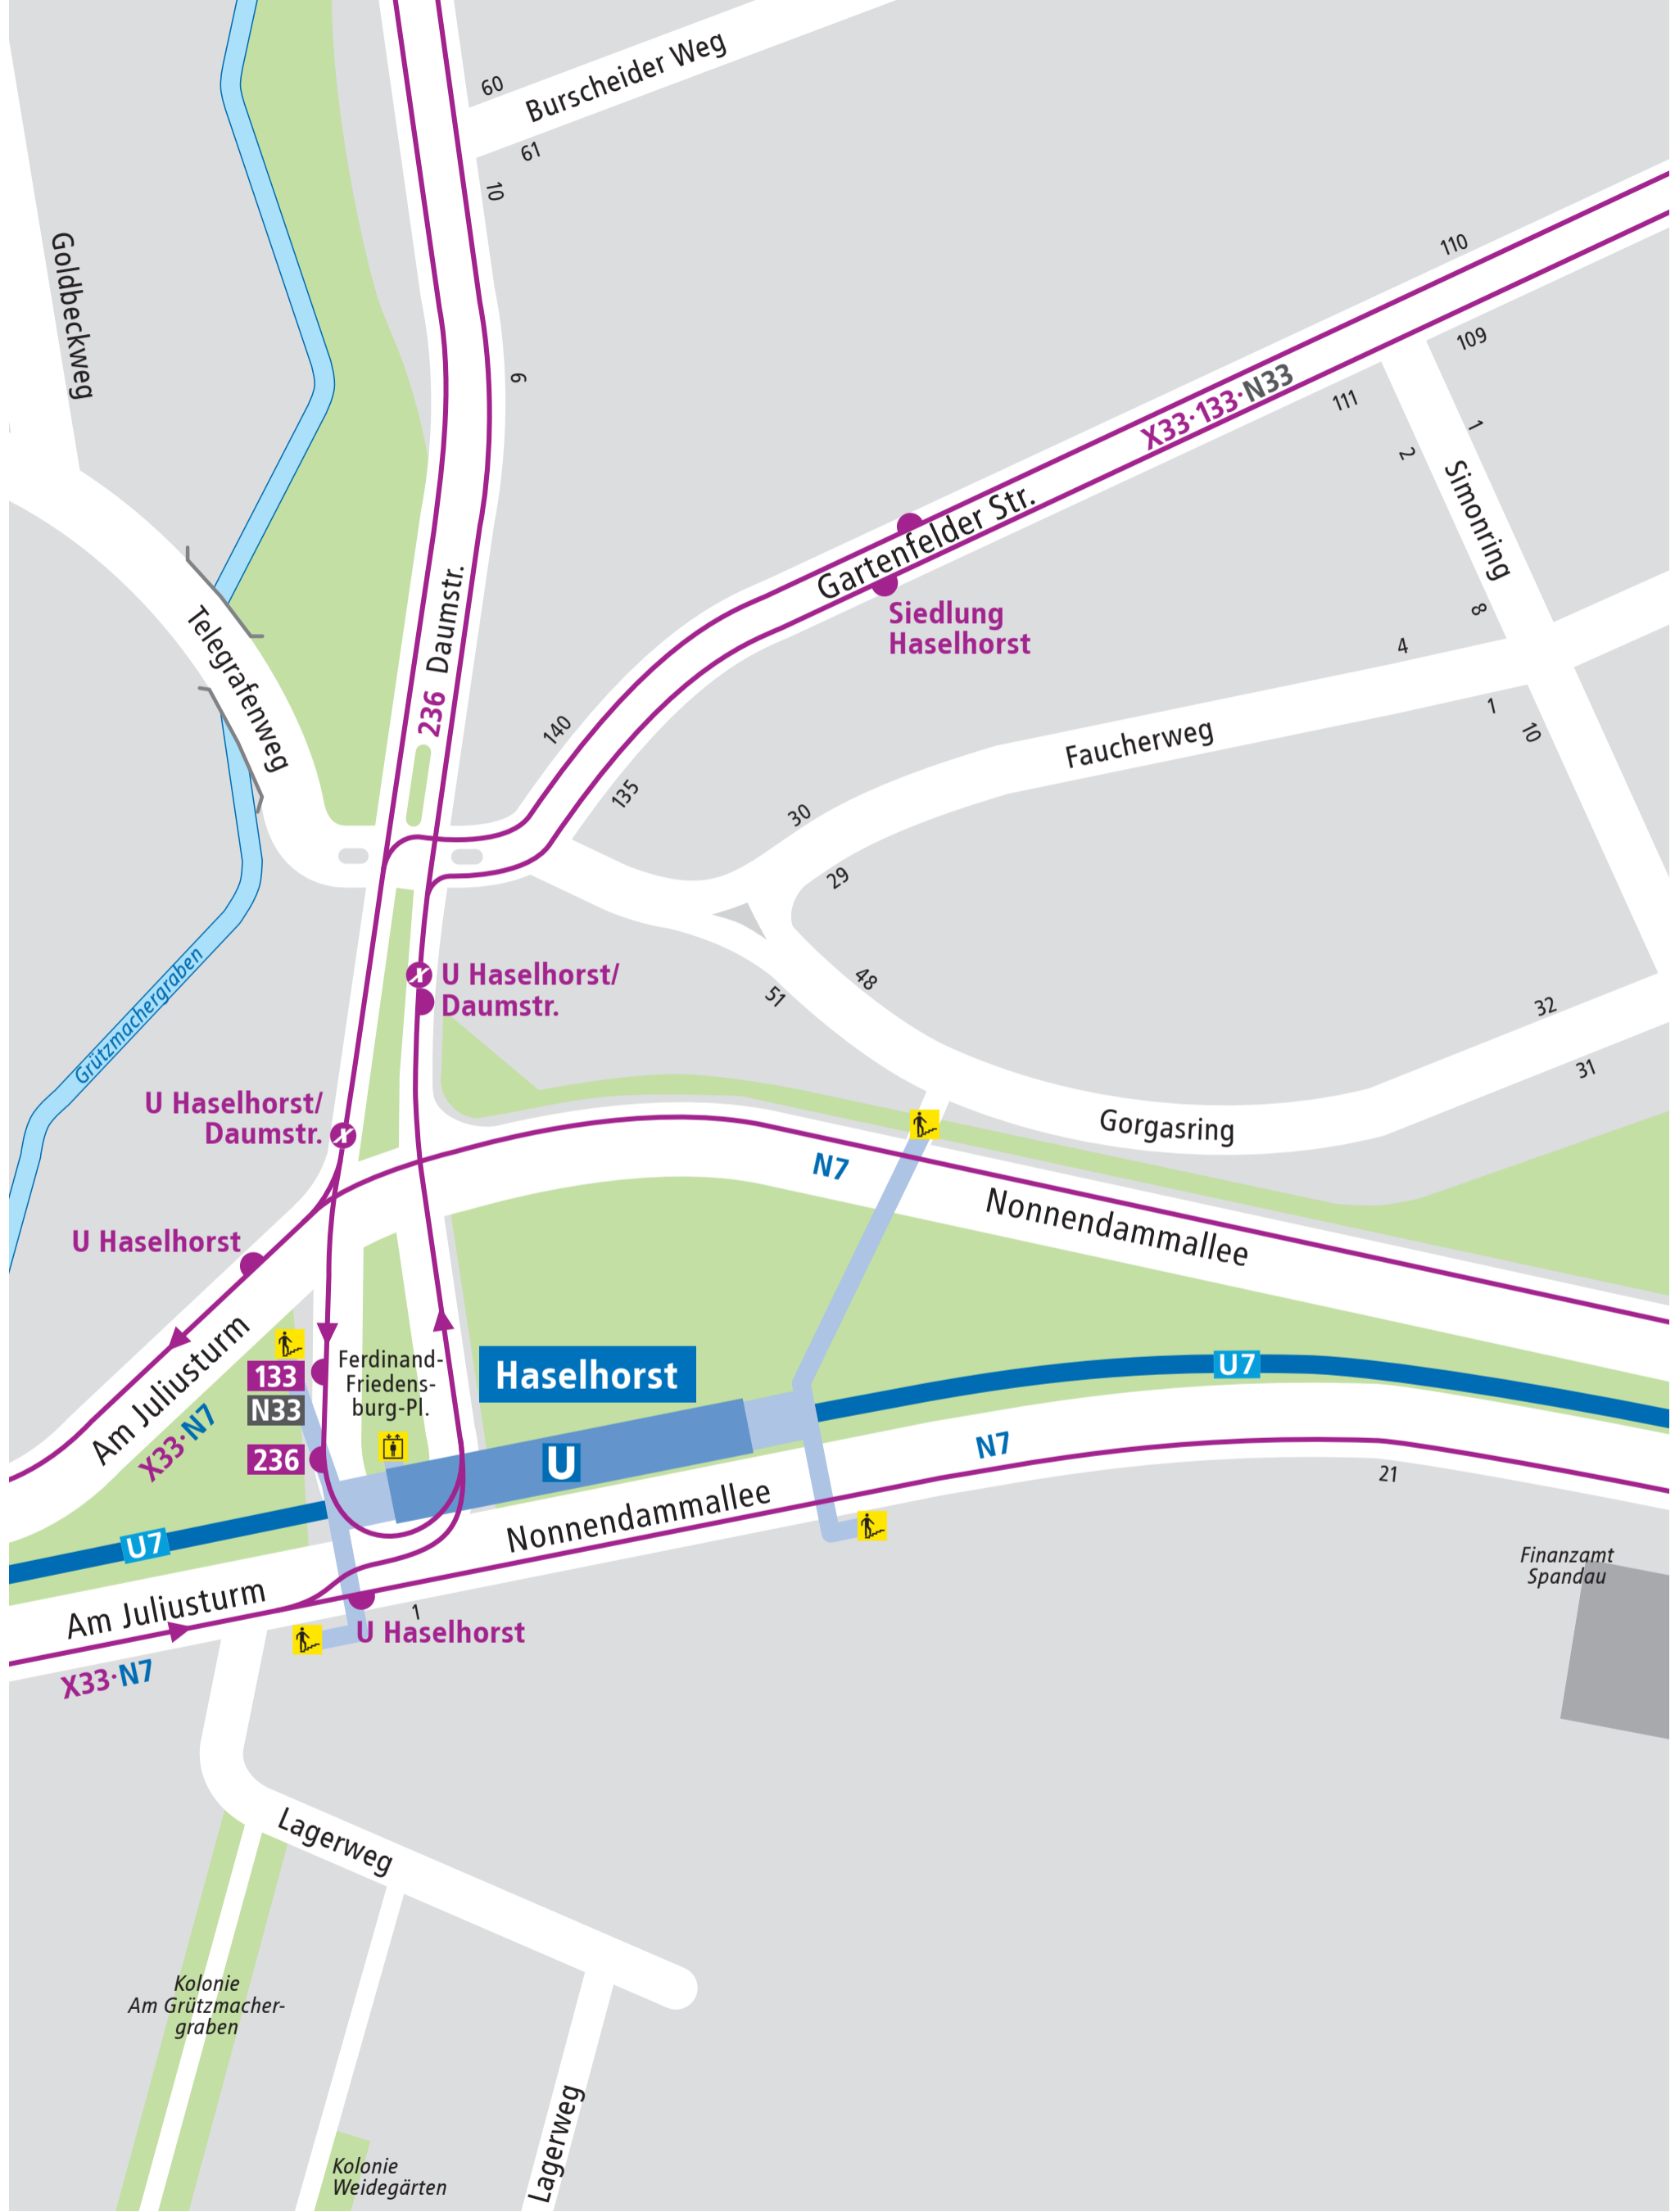 60
Burscheider Weg
61
10
Goldbeckweg
110
109
6
X33·133·N33
111
1
2
Simonring
Gartenfelder Str.
Siedlung
Haselhorst
8
4
Telegrafenweg
236 Daumstr.
140
135
Faucherweg
1
10
30
29
48
51
Grützmachergraben
U Haselhorst/
Daumstr.
32
31
U Haselhorst/
Daumstr.
Gorgasring
N7
Nonnendammallee
U Haselhorst
Am Juliusturm
X33·N7
133
N33
236
Ferdinand-
Friedens-
burg-Pl.
Haselhorst
U7
U
N7
21
Nonnendammallee
U7
Am Juliusturm
X33·N7
1
U Haselhorst
Finanzamt
Spandau
Lagerweg
Kolonie
Am Grützmacher-
graben
Lagerweg
Kolonie
Weidegärten